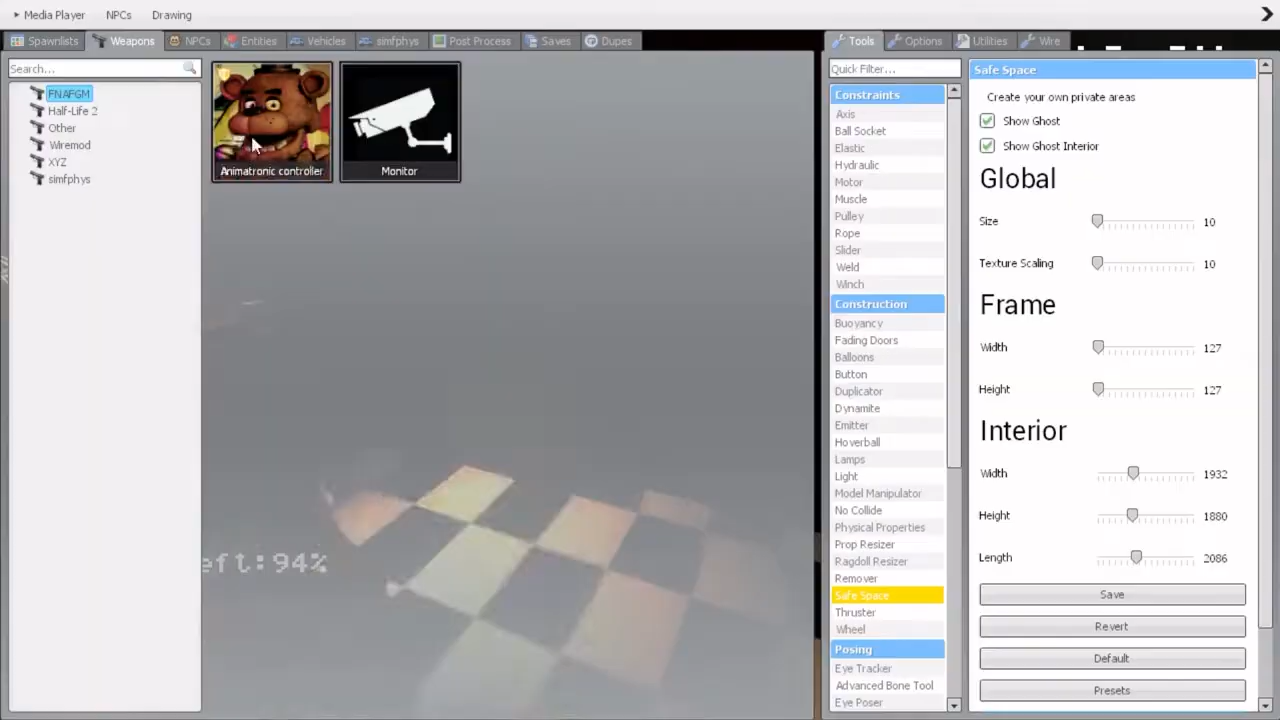 Media Player NPCs Drawing
Spawnlists Weapons NPCs Entities Vehicles simfphys Post Process Saves Dupes
Tools Options Utilities Wire
Search...
FNAFGM
Half-Life 2
Other
Wiremod
XYZ
simfphys
Animatronic controller
Monitor
eft:94%
Quick Filter...
Constraints
Axis
Ball Socket
Elastic
Hydraulic
Motor
Muscle
Pulley
Rope
Slider
Weld
Winch
Construction
Buoyancy
Fading Doors
Balloons
Button
Duplicator
Dynamite
Emitter
Hoverball
Lamps
Light
Model Manipulator
No Collide
Physical Properties
Prop Resizer
Ragdoll Resizer
Remover
Safe Space
Thruster
Wheel
Posing
Eye Tracker
Advanced Bone Tool
Eye Poser
Safe Space
Create your own private areas
Show Ghost
Show Ghost Interior
Global
Size 10
Texture Scaling 10
Frame
Width 127
Height 127
Interior
Width 1932
Height 1880
Length 2086
Save
Revert
Default
Presets